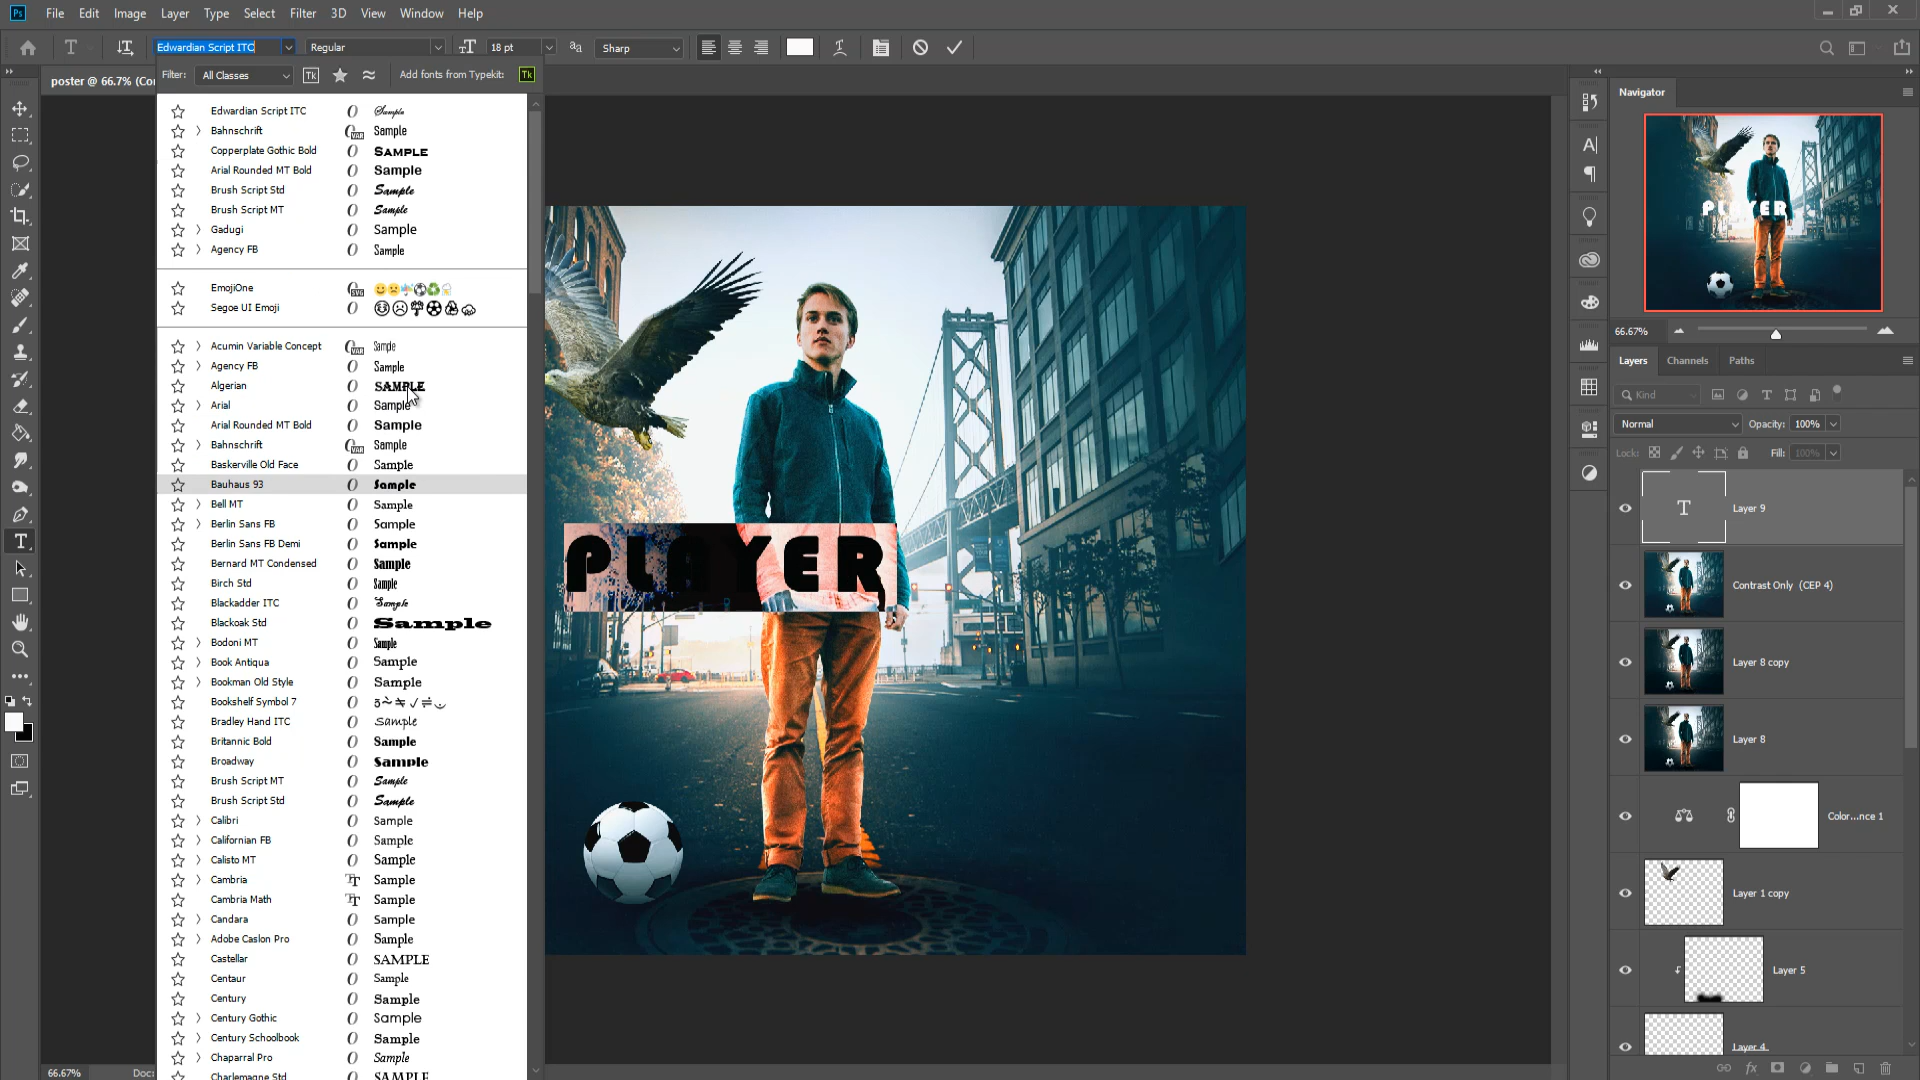 Ps File Edit Image Layer Type Select Filter 3D View Window Help
Edwardian Script ITC Regular 18 pt Sharp
Filter: All Classes Tk Add fonts from Typekit: Tk
poster @ 66.7% (Co
Edwardian Script ITC Sample
Bahnschrift Sample
Copperplate Gothic Bold SAMPLE
Arial Rounded MT Bold Sample
Brush Script Std Sample
Brush Script MT Sample
Gadugi Sample
Agency FB Sample
EmojiOne
Segoe UI Emoji
Acumin Variable Concept Sample
Agency FB Sample
Algerian SAMPLE
Arial Sample
Arial Rounded MT Bold Sample
Bahnschrift Sample
Baskerville Old Face Sample
Bauhaus 93 Sample
Bell MT Sample
Berlin Sans FB Sample
Berlin Sans FB Demi Sample
Bernard MT Condensed Sample
Birch Std Sample
Blackadder ITC Sample
Blackoak Std Sample
Bodoni MT Sample
Book Antiqua Sample
Bookman Old Style Sample
Bookshelf Symbol 7
Bradley Hand ITC Sample
Britannic Bold Sample
Broadway Sample
Brush Script MT Sample
Brush Script Std Sample
Calibri Sample
Californian FB Sample
Calisto MT Sample
Cambria Sample
Cambria Math Sample
Candara Sample
Adobe Caslon Pro Sample
Castellar SAMPLE
Centaur Sample
Century Sample
Century Gothic Sample
Century Schoolbook Sample
Chaparral Pro Sample
Charlemagne Std SAMPLE
66.67% Doc:
PLAYER
Navigator
PLAYER
66.67%
Layers Channels Paths
Kind
Normal Opacity: 100%
Lock: Fill: 100%
T Layer 9
Contrast Only (CEP 4)
Layer 8 copy
Layer 8
Color...nce 1
Layer 1 copy
Layer 5
Layer 4
fx